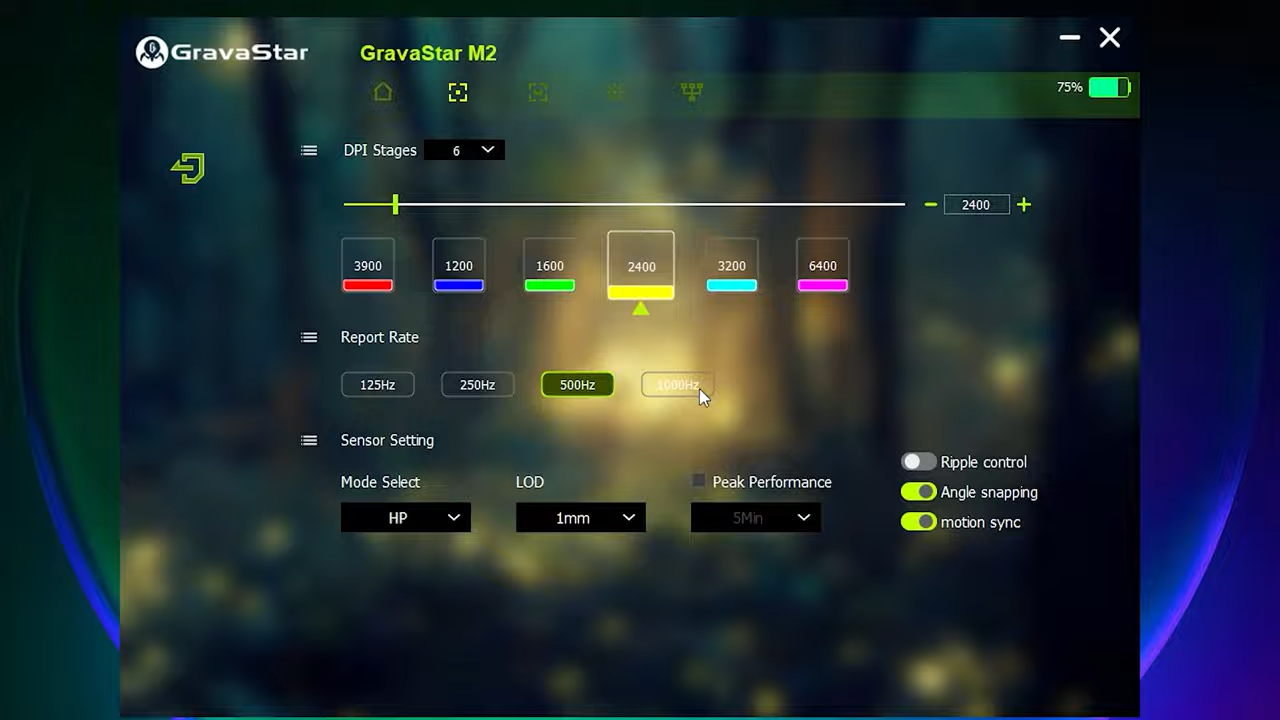 GravaStar
GravaStar M2
75%
DPI Stages 6
2400
3900 1200 1600 2400 3200 6400
Report Rate
125Hz 250Hz 500Hz 1000Hz
Sensor Setting
Ripple control
Mode Select LOD Peak Performance
Angle snapping
HP 1mm 5Min
motion sync